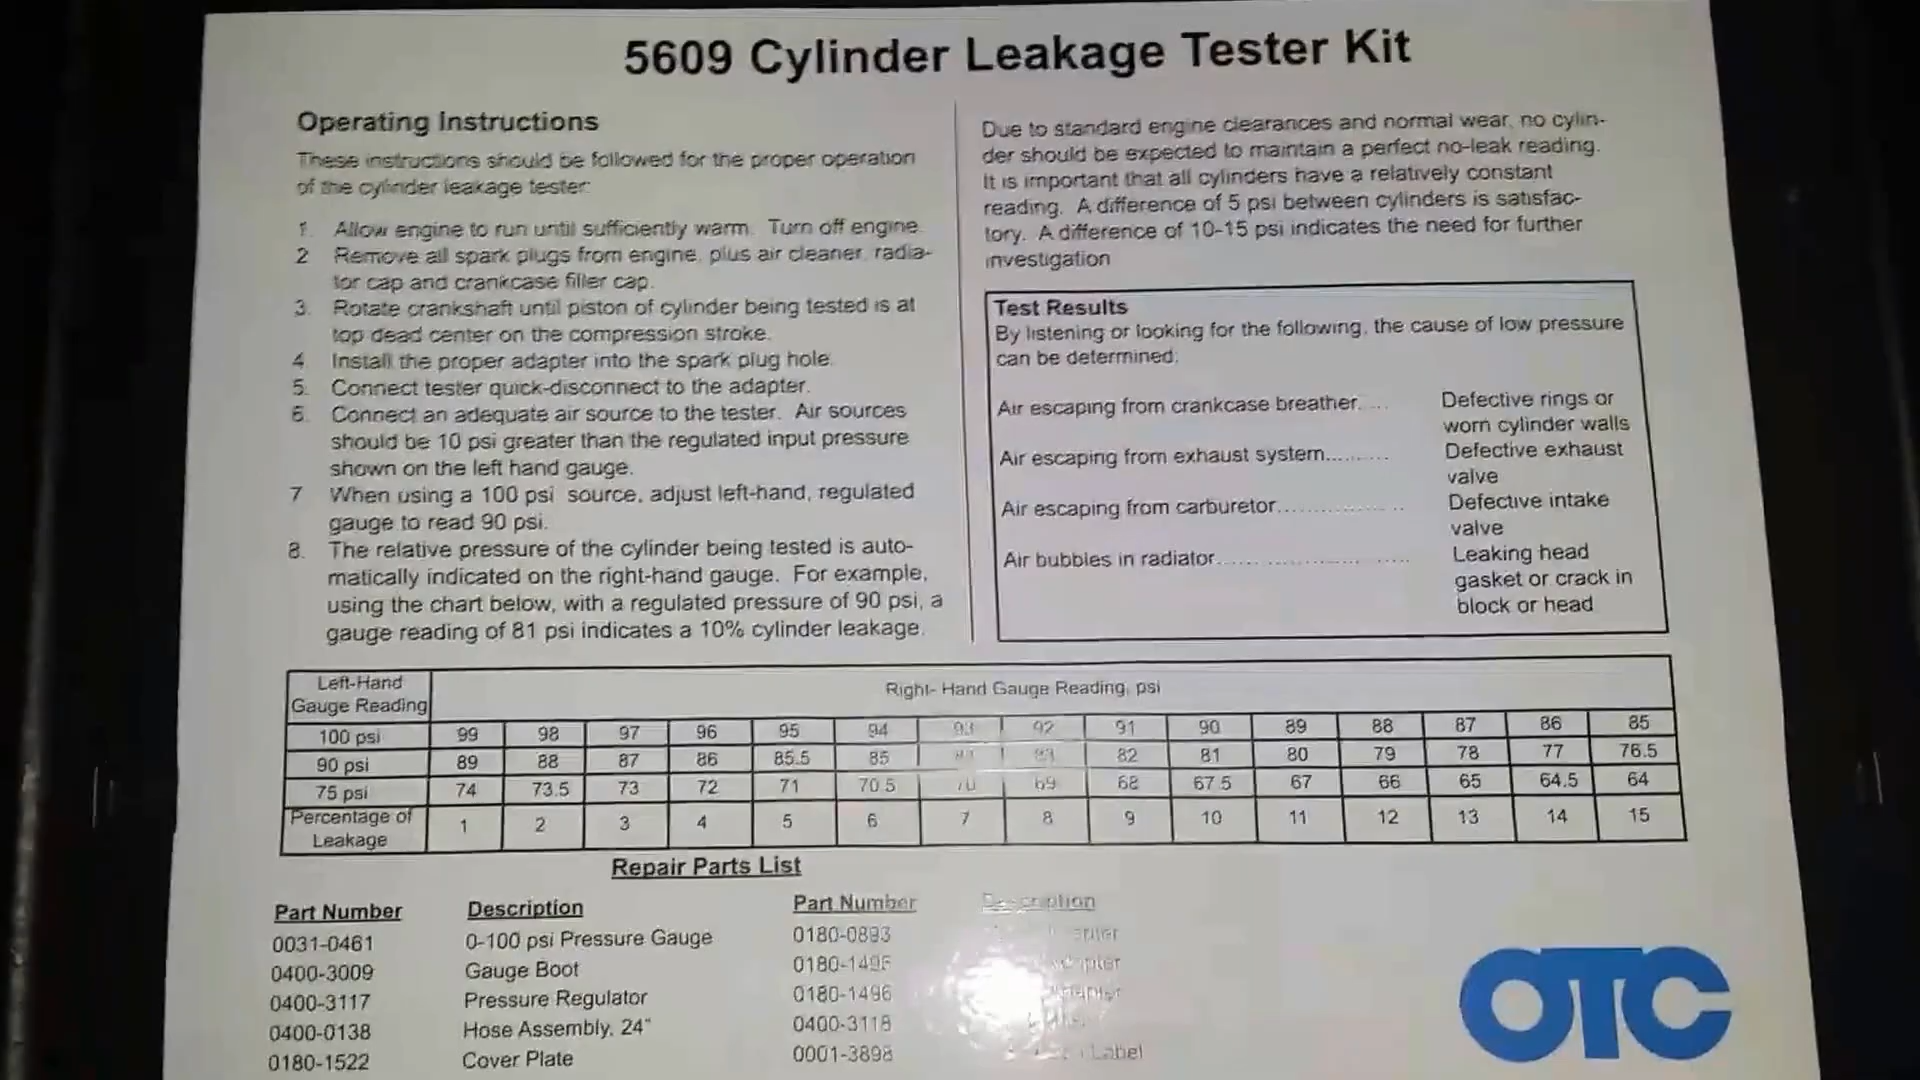 5609 Cylinder Leakage Tester Kit
Operating Instructions
These instructions should be followed for the proper operation
of the cylinder leakage tester:
1. Allow engine to run until sufficiently warm. Turn off engine.
2 Remove all spark plugs from engine, plus air cleaner, radia-
tor cap and crankcase filler cap.
3. Rotate crankshaft until piston of cylinder being tested is at
top dead center on the compression stroke.
4 Install the proper adapter into the spark plug hole.
5. Connect tester quick-disconnect to the adapter.
6. Connect an adequate air source to the tester. Air sources
should be 10 psi greater than the regulated input pressure
shown on the left hand gauge.
7 When using a 100 psi source, adjust left-hand, regulated
gauge to read 90 psi.
8. The relative pressure of the cylinder being tested is auto-
matically indicated on the right-hand gauge. For example,
using the chart below, with a regulated pressure of 90 psi, a
gauge reading of 81 psi indicates a 10% cylinder leakage.
Due to standard engine clearances and normal wear, no cylin-
der should be expected to maintain a perfect no-leak reading.
It is important that all cylinders have a relatively constant
reading. A difference of 5 psi between cylinders is satisfac-
tory. A difference of 10-15 psi indicates the need for further
investigation
Test Results
By listening or looking for the following, the cause of low pressure
can be determined:
Air escaping from crankcase breather..... Defective rings or
worn cylinder walls
Air escaping from exhaust system.......... Defective exhaust
valve
Air escaping from carburetor.................. Defective intake
valve
Air bubbles in radiator........................... Leaking head
gasket or crack in
block or head
Left-Hand
Gauge Reading
Right- Hand Gauge Reading, psi
100 psi 99 98 97 96 95 94 93 92 91 90 89 88 87 86 85
90 psi 89 88 87 86 85.5 85 82 81 80 79 78 77 76.5
75 psi 74 73.5 73 72 71 70.5 70 69 68 67.5 67 66 65 64.5 64
Percentage of
Leakage
1 2 3 4 5 6 7 8 9 10 11 12 13 14 15
Repair Parts List
Part Number Description Part Number Description
0031-0461 0-100 psi Pressure Gauge 0180-0893
0400-3009 Gauge Boot 0180-1495
0400-3117 Pressure Regulator 0180-1496
0400-0138 Hose Assembly, 24" 0400-3118
0180-1522 Cover Plate 0001-3898 Label
OTC